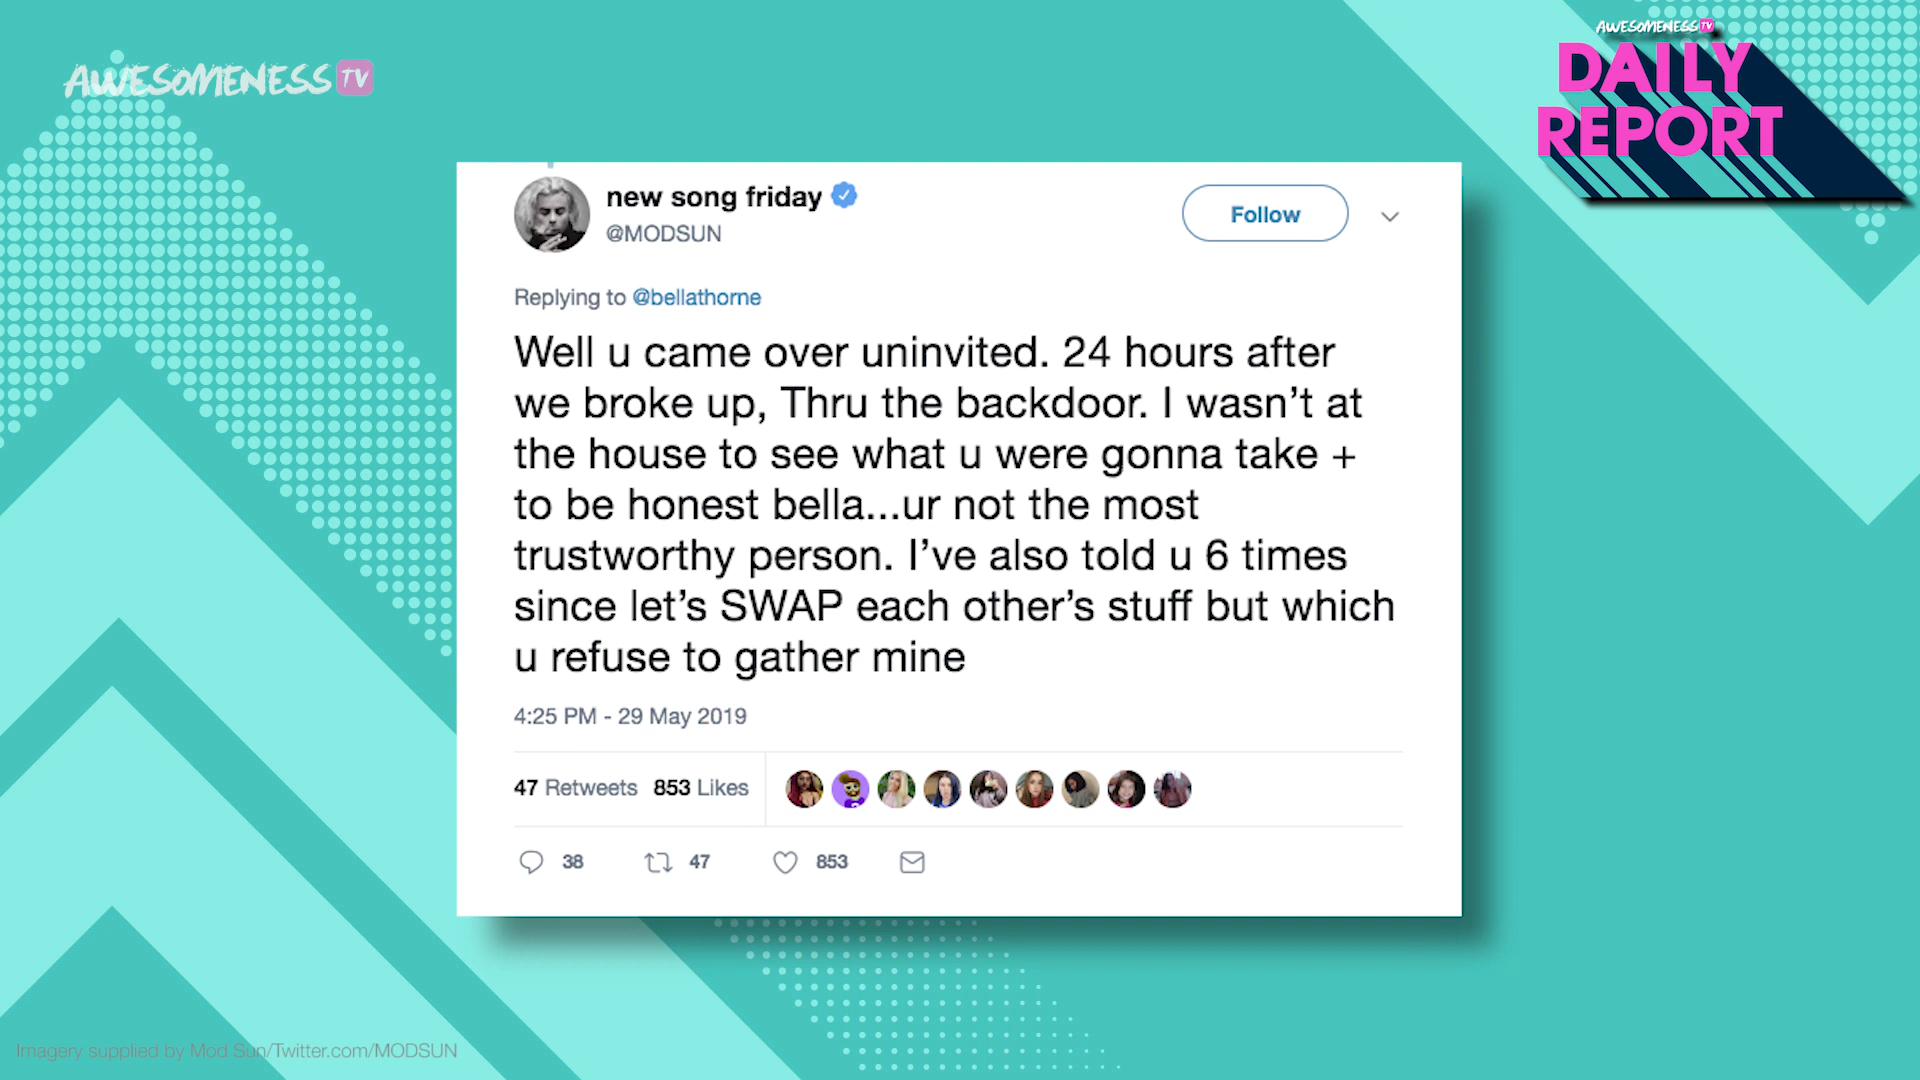 AWESOMENESS TV
AWESOMENESS TV
DAILY
REPORT
new song friday
@MODSUN
Follow
Replying to @bellathorne
Well u came over uninvited. 24 hours after
we broke up, Thru the backdoor. I wasn't at
the house to see what u were gonna take +
to be honest bella...ur not the most
trustworthy person. I've also told u 6 times
since let's SWAP each other's stuff but which
u refuse to gather mine
4:25 PM - 29 May 2019
47 Retweets 853 Likes
38 47 853
Imagery supplied by Mod Sun/Twitter.com/MODSUN